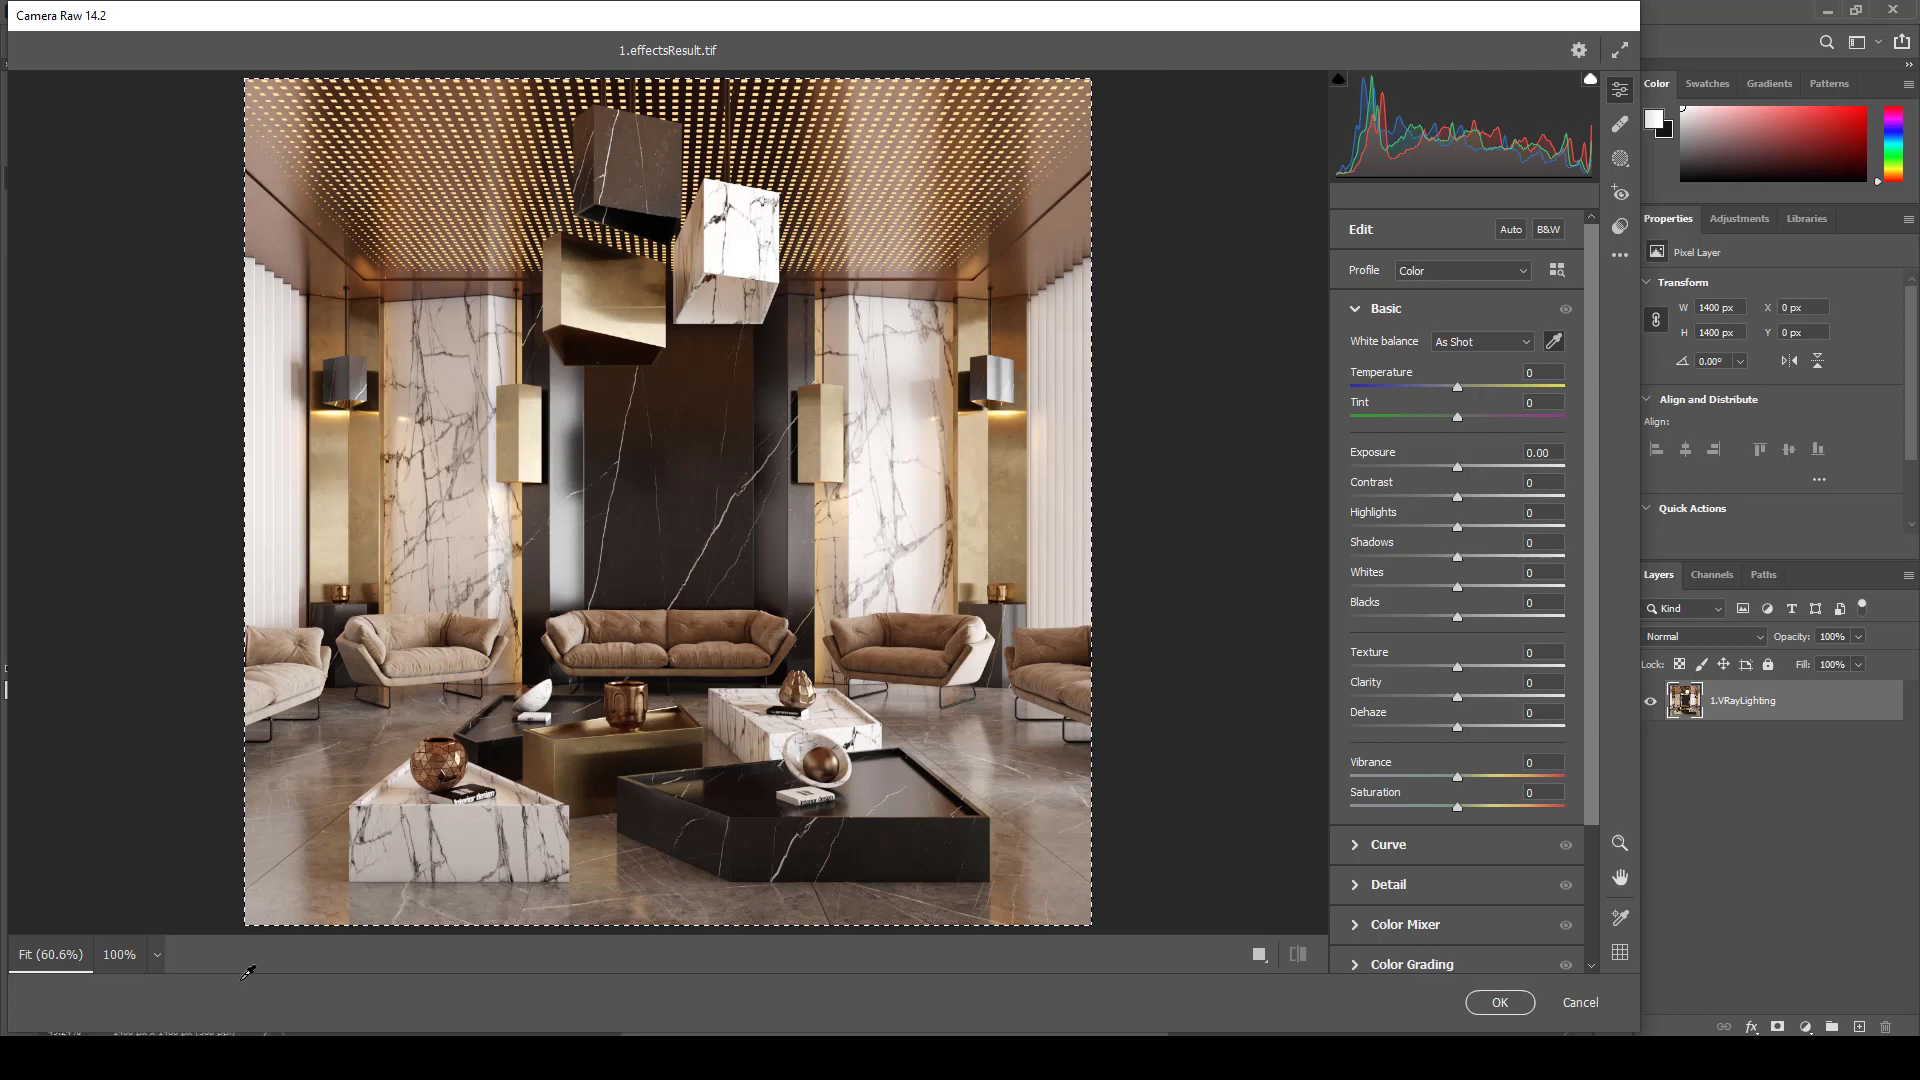 Camera Raw 14.2
1.effectsResult.tif
Edit
Auto
B&W
Profile
Color
Basic
White balance
As Shot
Temperature
0
Tint
0
Exposure
0.00
Contrast
0
Highlights
0
Shadows
0
Whites
0
Blacks
0
Texture
0
Clarity
0
Dehaze
0
Vibrance
0
Saturation
0
Curve
Detail
Color Mixer
Color Grading
Fit (60.6%)
100%
OK
Cancel
Interior design
Color Swatches Gradients Patterns
Properties Adjustments Libraries
Pixel Layer
Transform
W 1400 px X 0 px
H 1400 px Y 0 px
0.00°
Align and Distribute
Align:
Quick Actions
Layers Channels Paths
Kind
Normal
Opacity: 100%
Lock:
Fill: 100%
1.VRayLighting